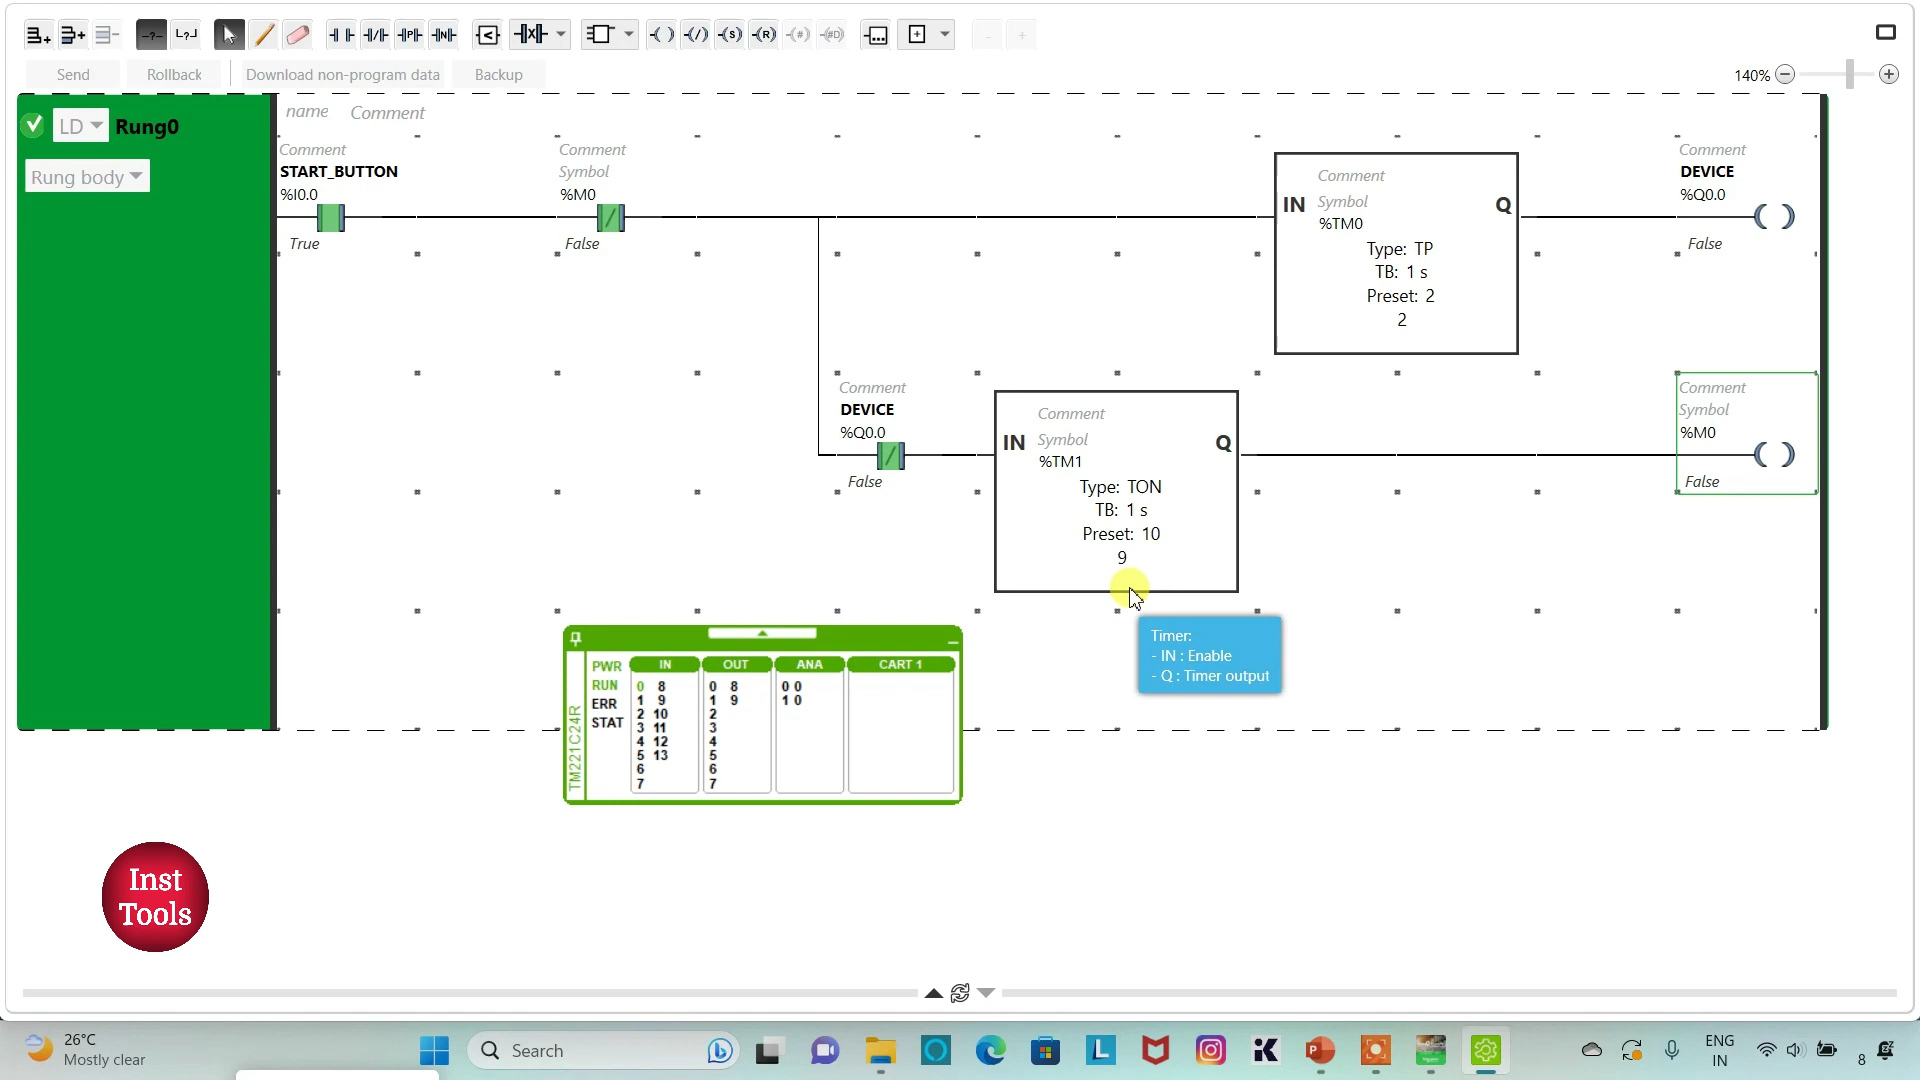 Send Rollback Download non-program data Backup 140%
LD Rung0 name Comment
Rung body
Comment
START_BUTTON
%I0.0
True
Comment
Symbol
%M0
False
Comment
IN Symbol Q
%TM0
Type: TP
TB: 1 s
Preset: 2
2
Comment
DEVICE
%Q0.0
False
Comment
DEVICE
%Q0.0
False
Comment
IN Symbol Q
%TM1
Type: TON
TB: 1 s
Preset: 10
9
Comment
Symbol
%M0
False
Timer:
- IN : Enable
- Q : Timer output
TM221C24R
PWR IN OUT ANA CART 1
RUN 0 8 0 8 0 0
ERR 1 9 1 9 1 0
STAT 2 10 2
3 11 3
4 12 4
5 13 5
6 6
7 7
Inst
Tools
26°C
Mostly clear
Search
ENG
IN
8